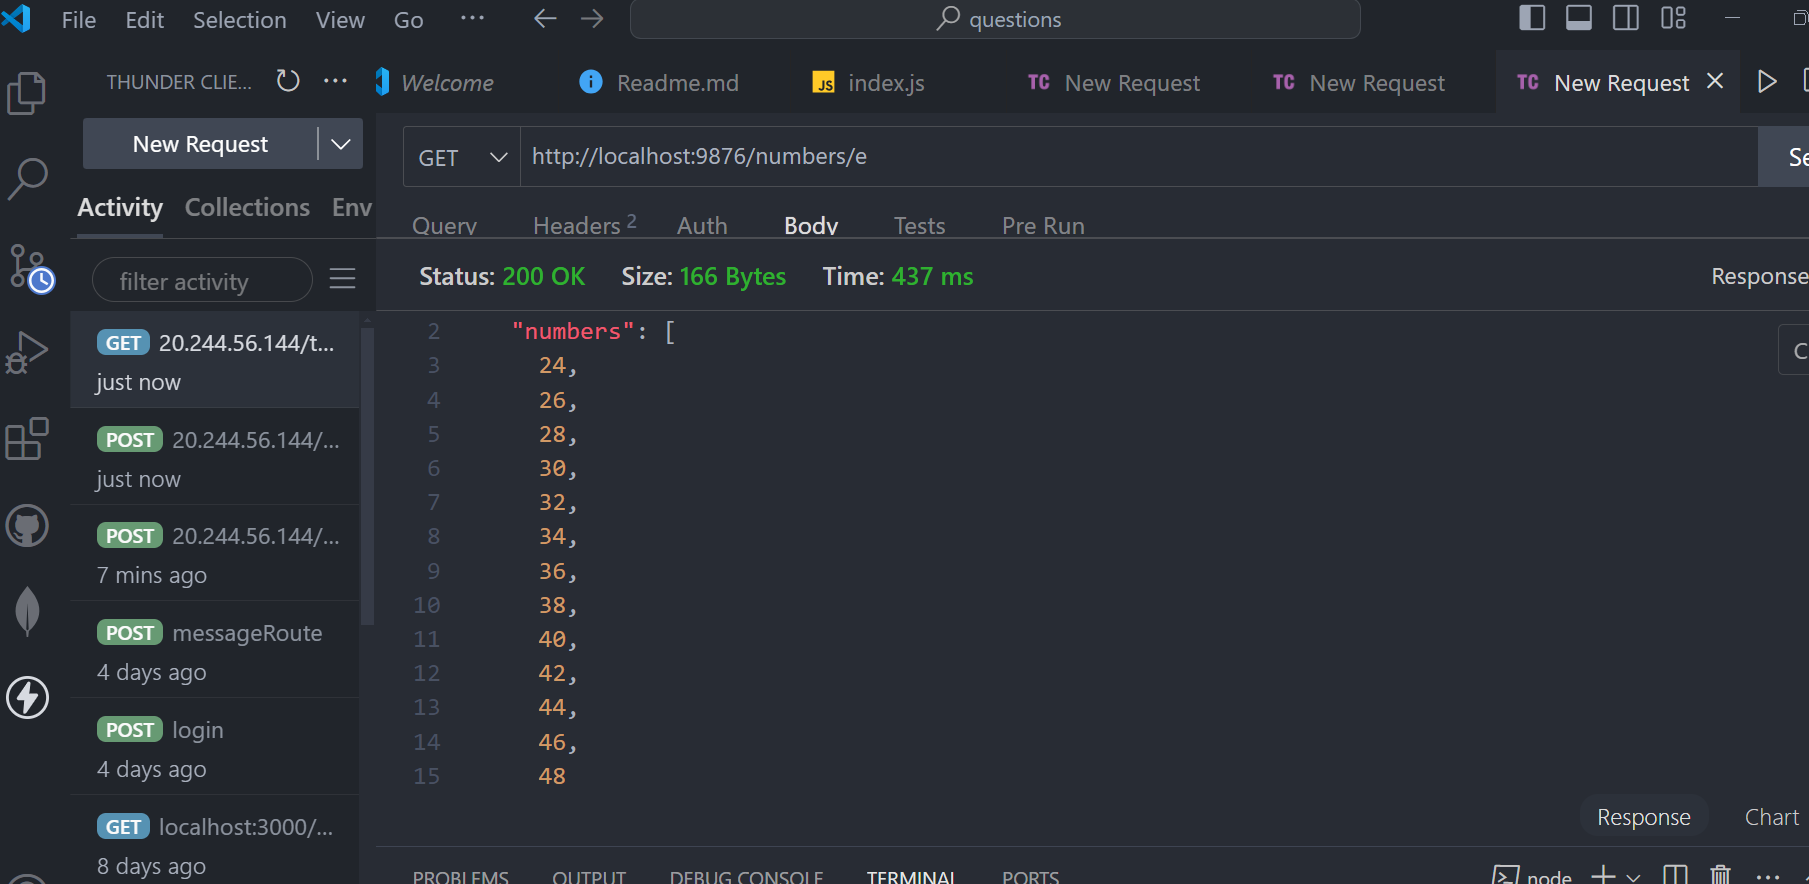 File Edit Selection View Go ... questions
THUNDER CLIE... ...
Welcome Readme.md JS index.js TC New Request TC New Request TC New Request
New Request
GET http://localhost:9876/numbers/e Se
Activity Collections Env
Query Headers 2 Auth Body Tests Pre Run
filter activity
Status: 200 OK Size: 166 Bytes Time: 437 ms Response
GET 20.244.56.144/t...
just now
POST 20.244.56.144/...
just now
POST 20.244.56.144/...
7 mins ago
POST messageRoute
4 days ago
POST login
4 days ago
GET localhost:3000/...
8 days ago
2 "numbers": [
3 24,
4 26,
5 28,
6 30,
7 32,
8 34,
9 36,
10 38,
11 40,
12 42,
13 44,
14 46,
15 48
C
Response Chart
PROBLEMS OUTPUT DEBUG CONSOLE TERMINAL PORTS node ...